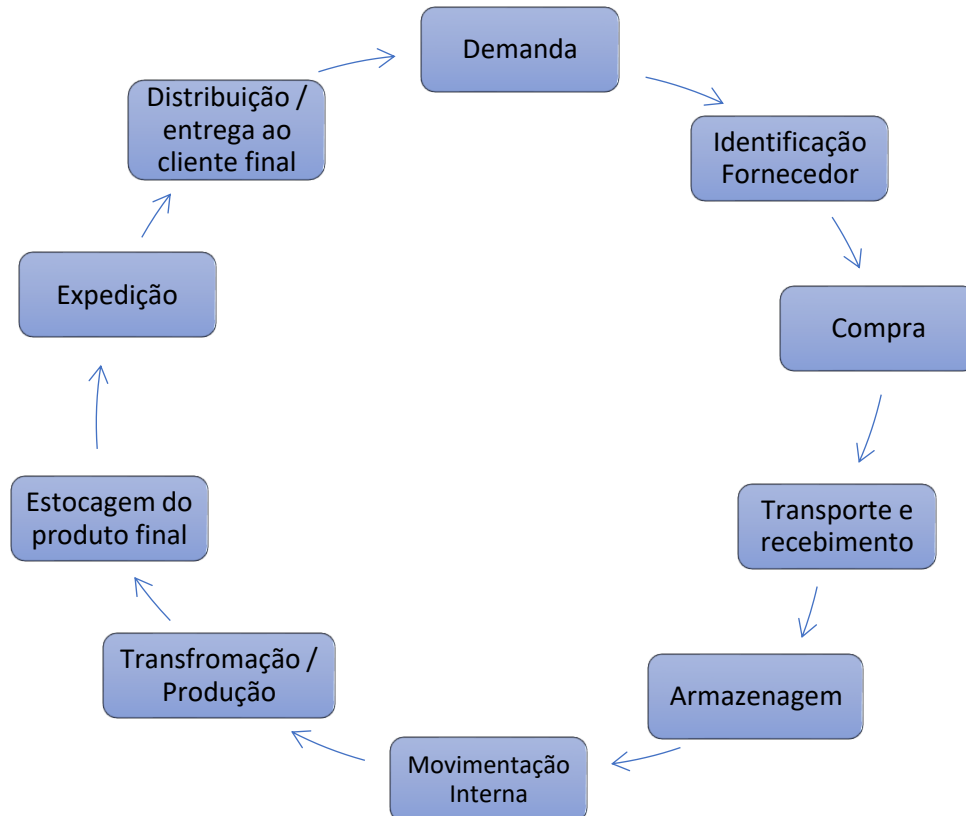 Demanda
Identificação
Fornecedor
Compra
Transporte e
recebimento
Armazenagem
Movimentação
Interna
Transfromação /
Produção
Estocagem do
produto final
Expedição
Distribuição /
entrega ao
cliente final